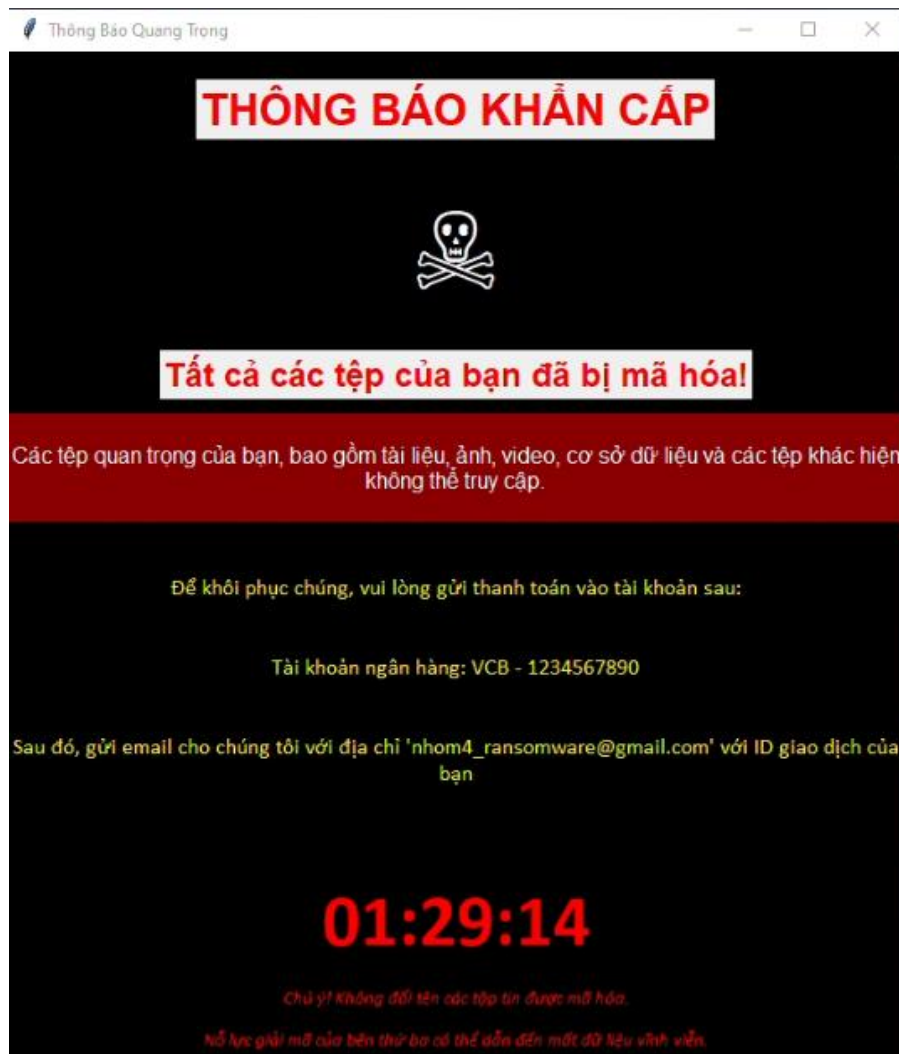 Thông Báo Quang Trọng
THÔNG BÁO KHẨN CẤP
Tất cả các tệp của bạn đã bị mã hóa!
Các tệp quan trọng của bạn, bao gồm tài liệu, ảnh, video, cơ sở dữ liệu và các tệp khác hiện
không thể truy cập.
Để khôi phục chúng, vui lòng gửi thanh toán vào tài khoản sau:
Tài khoản ngân hàng: VCB - 1234567890
Sau đó, gửi email cho chúng tôi với địa chỉ 'nhom4_ransomware@gmail.com' với ID giao dịch của
bạn
01:29:14
Chú ý! Không đổi tên các tập tin được mã hóa.
Nỗ lực giải mã của bên thứ ba có thể dẫn đến mất dữ liệu vĩnh viễn.